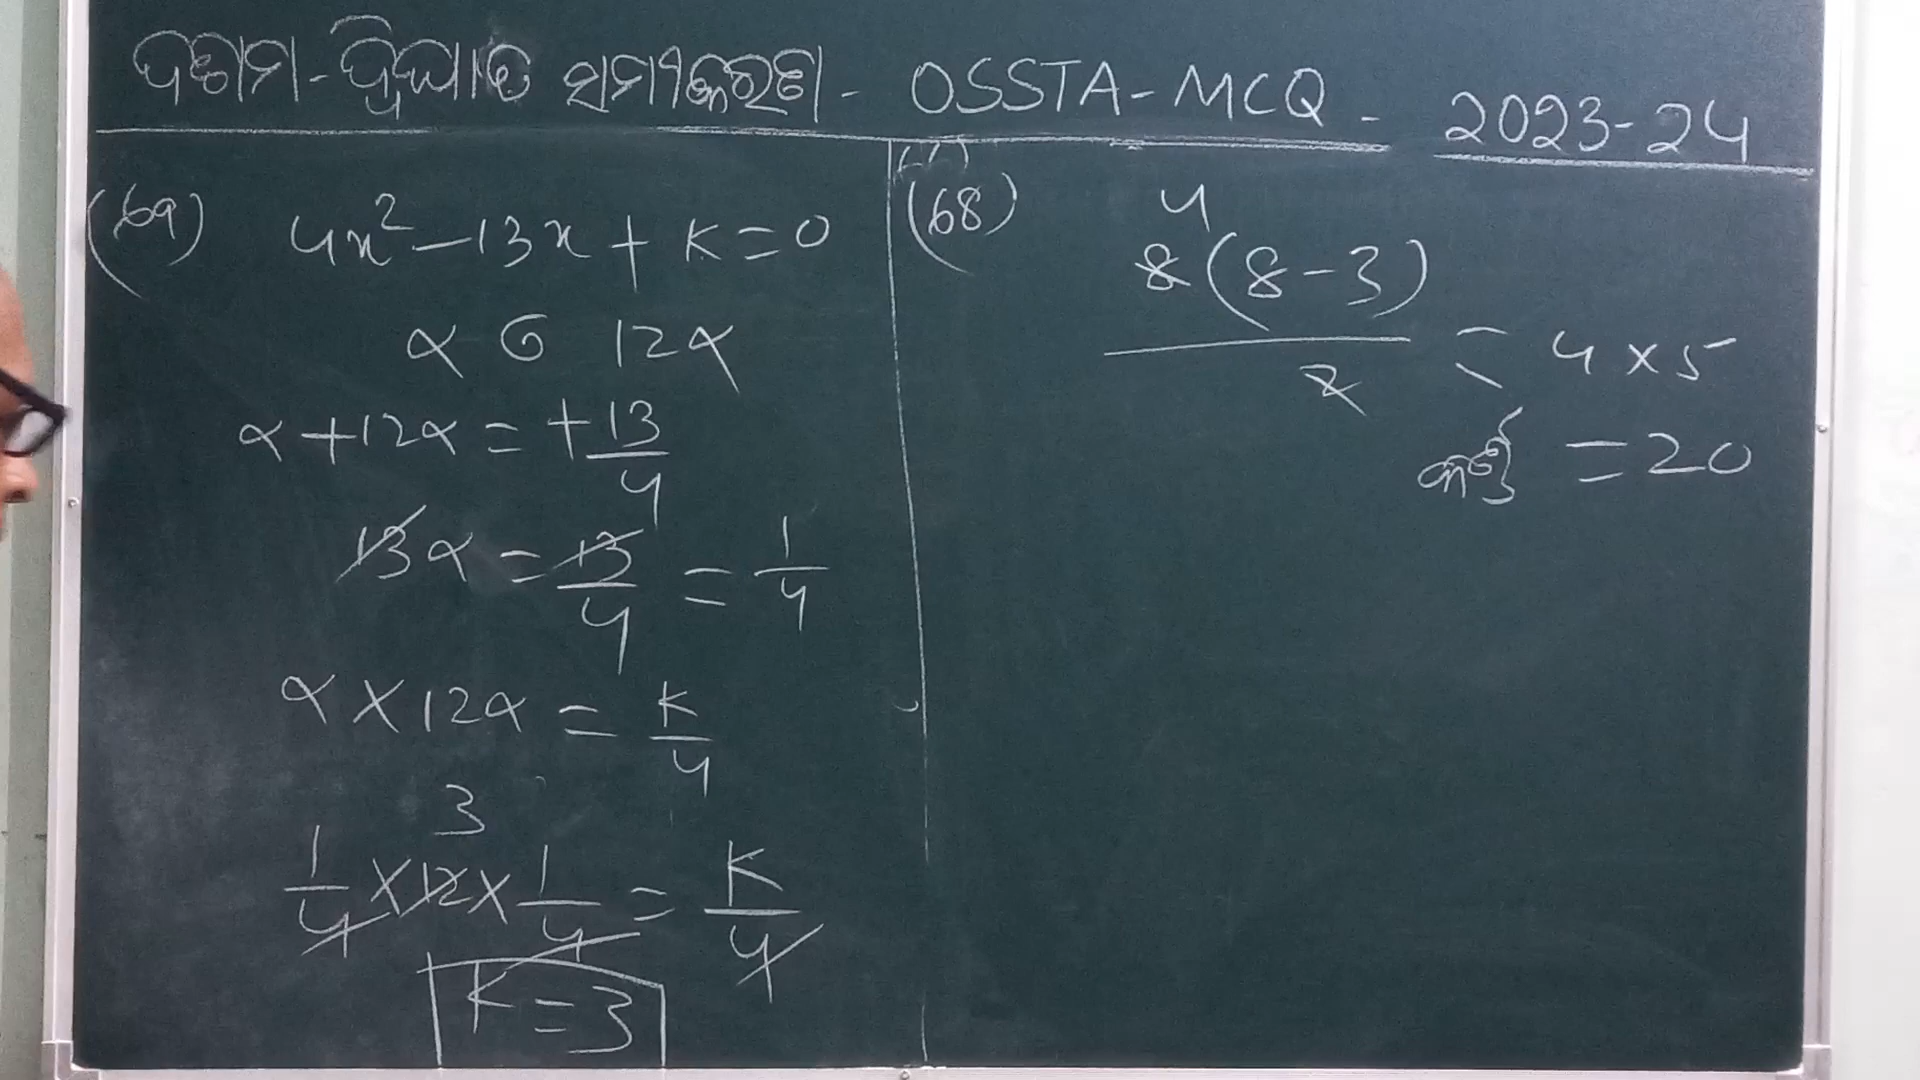 ଦଶମ - ଦ୍ବିଘାତ ସମୀକରଣ - OSSTA - MCQ - 2023-24
(69) 4x² - 13x + K = 0
α ଓ 12α
α + 12α = + 13/4
13α = 13/4 = 1/4
α × 12α = K/4
3
1/4 × 12 × 1/4 = K/4
K = 3
(68)
4
8(8-3)/2 = 4 × 5
= 20